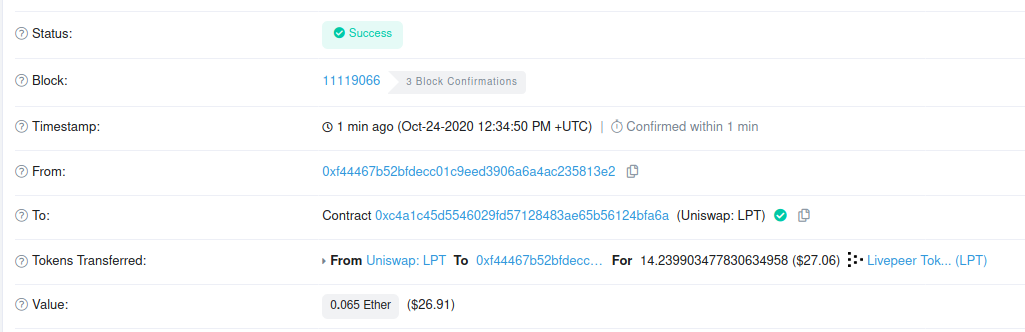 Status: Success
Block: 11119066 3 Block Confirmations
Timestamp: 1 min ago (Oct-24-2020 12:34:50 PM +UTC) | Confirmed within 1 min
From: 0xf44467b52bfdecc01c9eed3906a6a4ac235813e2
To: Contract 0xc4a1c45d5546029fd57128483ae65b56124bfa6a (Uniswap: LPT)
Tokens Transferred: From Uniswap: LPT To 0xf44467b52bfdecc... For 14.239903477830634958 ($27.06) Livepeer Tok... (LPT)
Value: 0.065 Ether ($26.91)